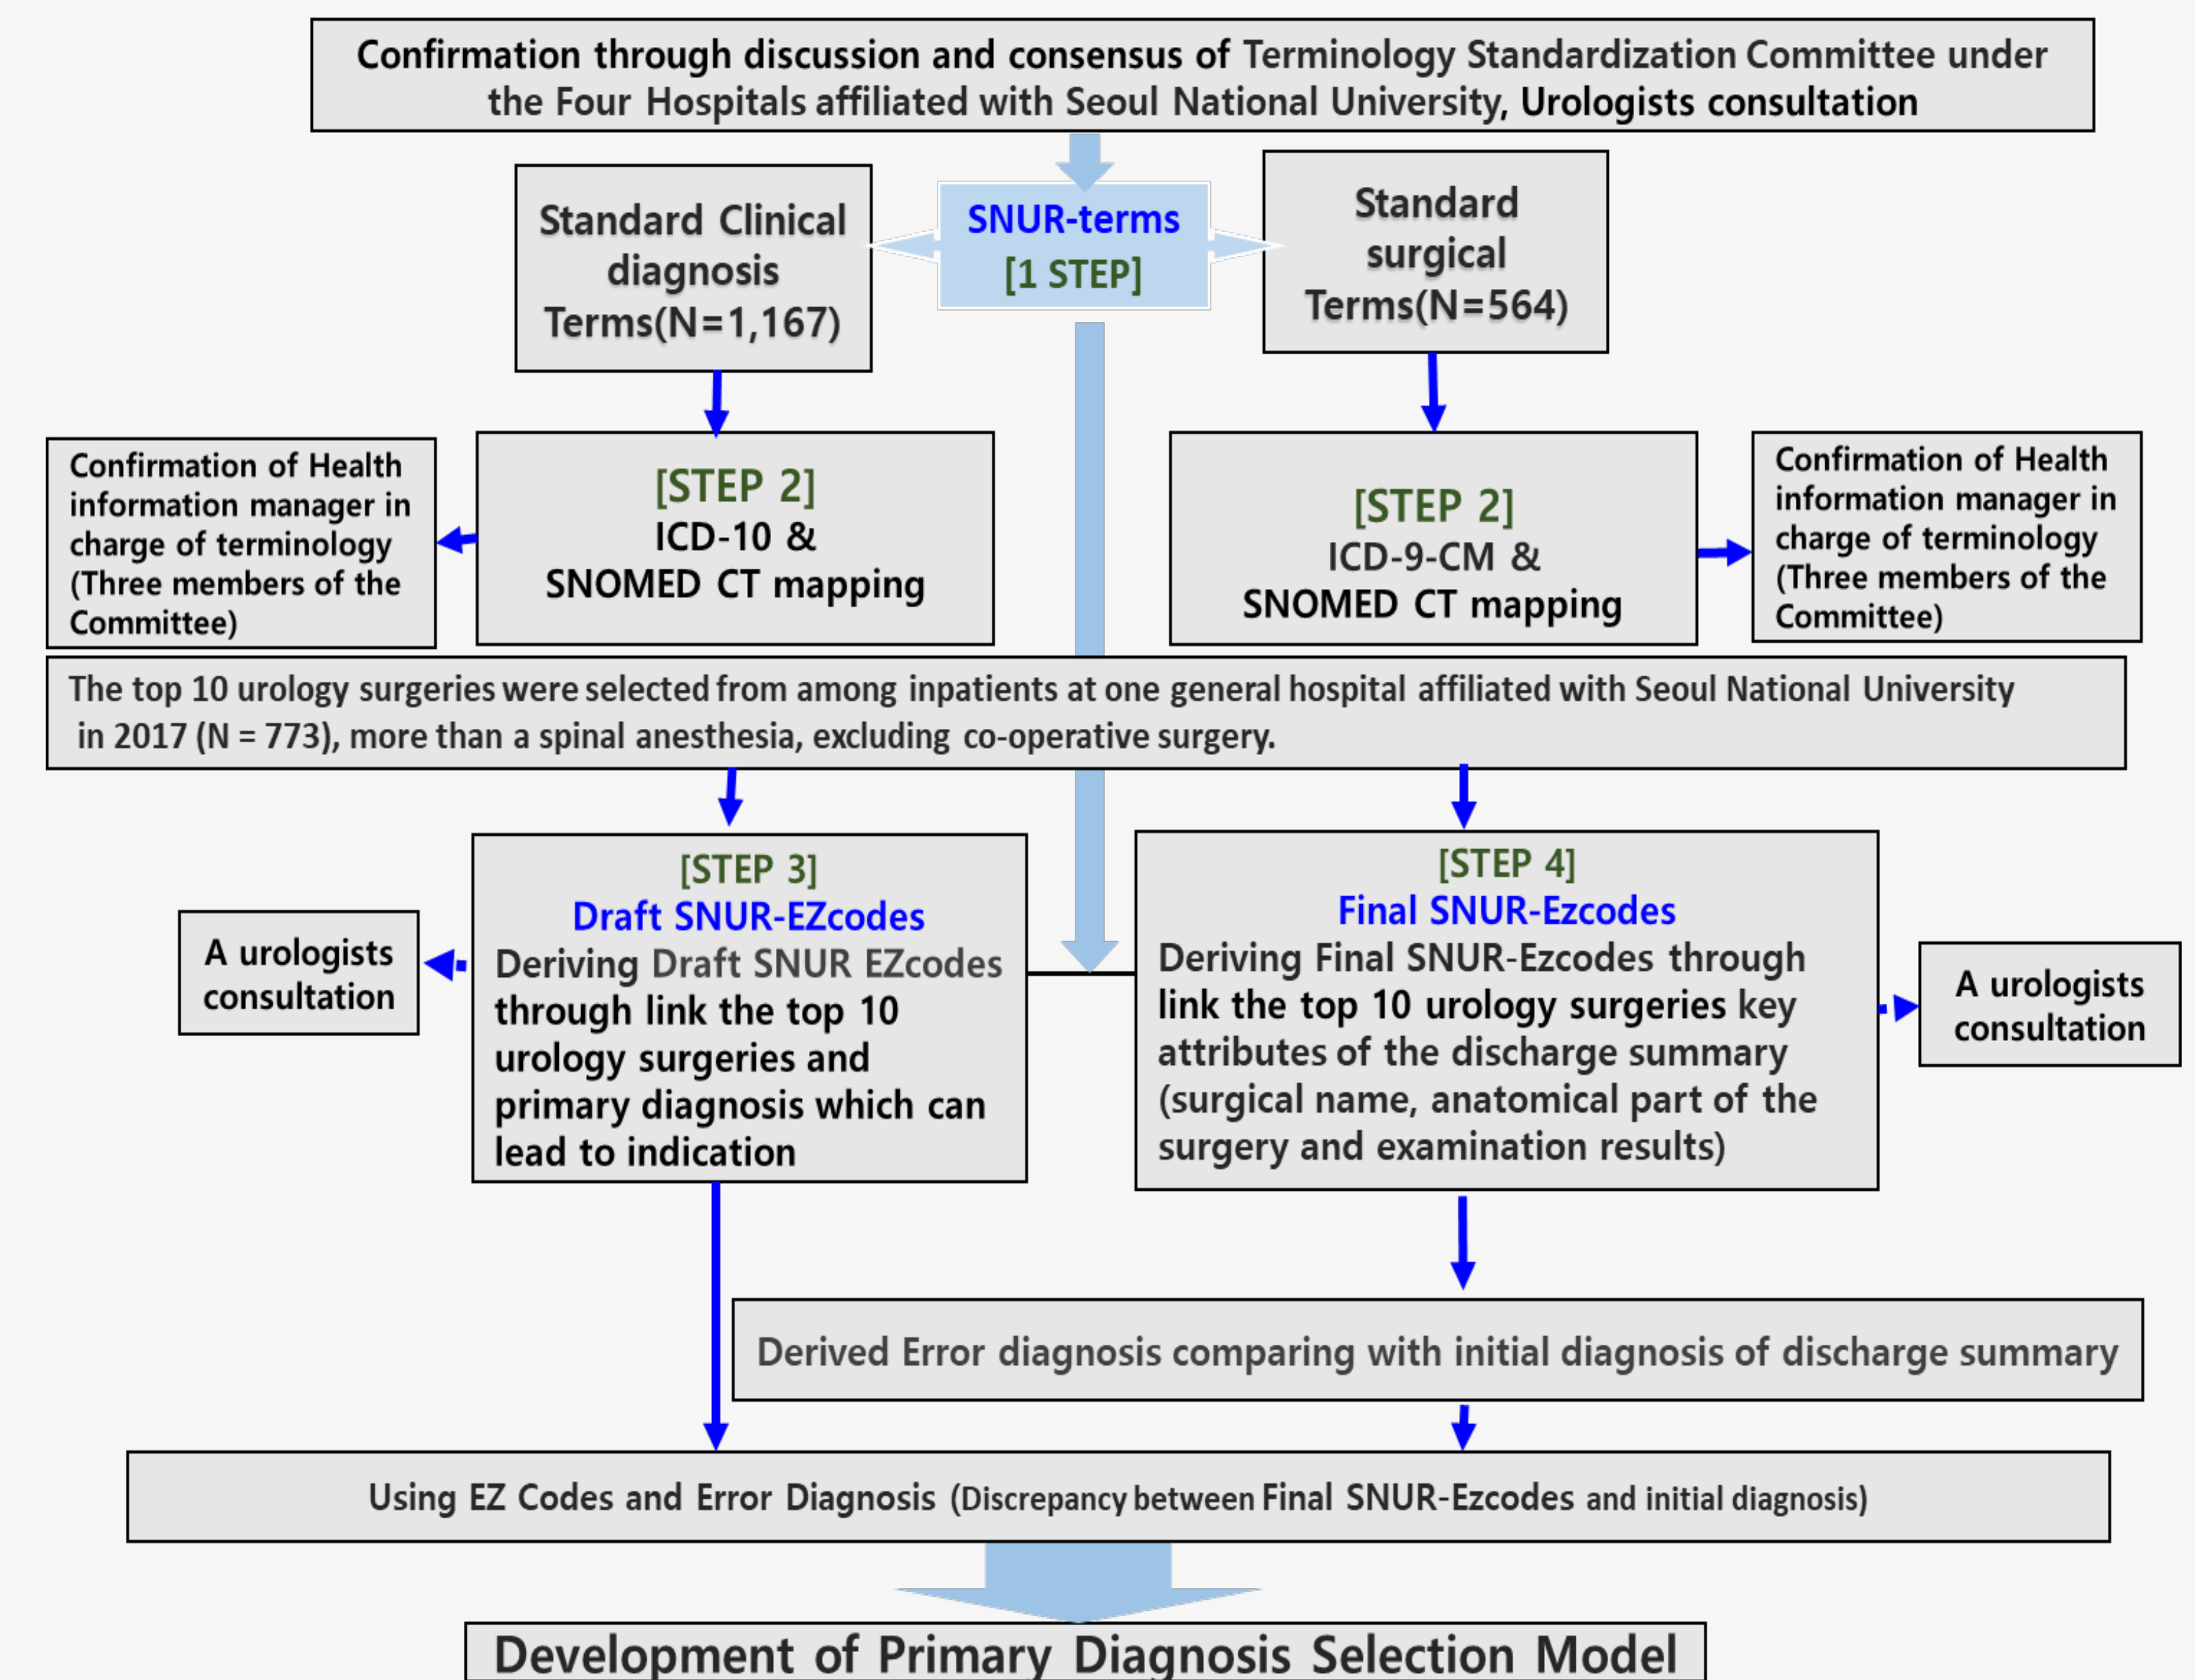 Confirmation through discussion and consensus of Terminology Standardization Committee under
the Four Hospitals affiliated with Seoul National University, Urologists consultation
Standard Clinical
diagnosis
Terms(N=1,167)
SNUR-terms
[1 STEP]
Standard
surgical
Terms(N=564)
Confirmation of Health
information manager in
charge of terminology
(Three members of the
Committee)
[STEP 2]
ICD-10 &
SNOMED CT mapping
[STEP 2]
ICD-9-CM &
SNOMED CT mapping
Confirmation of Health
information manager in
charge of terminology
(Three members of the
Committee)
The top 10 urology surgeries were selected from among inpatients at one general hospital affiliated with Seoul National University
in 2017 (N = 773), more than a spinal anesthesia, excluding co-operative surgery.
A urologists
consultation
[STEP 3]
Draft SNUR-EZcodes
Deriving Draft SNUR EZcodes
through link the top 10
urology surgeries and
primary diagnosis which can
lead to indication
[STEP 4]
Final SNUR-Ezcodes
Deriving Final SNUR-Ezcodes through
link the top 10 urology surgeries key
attributes of the discharge summary
(surgical name, anatomical part of the
surgery and examination results)
A urologists
consultation
Derived Error diagnosis comparing with initial diagnosis of discharge summary
Using EZ Codes and Error Diagnosis (Discrepancy between Final SNUR-Ezcodes and initial diagnosis)
Development of Primary Diagnosis Selection Model